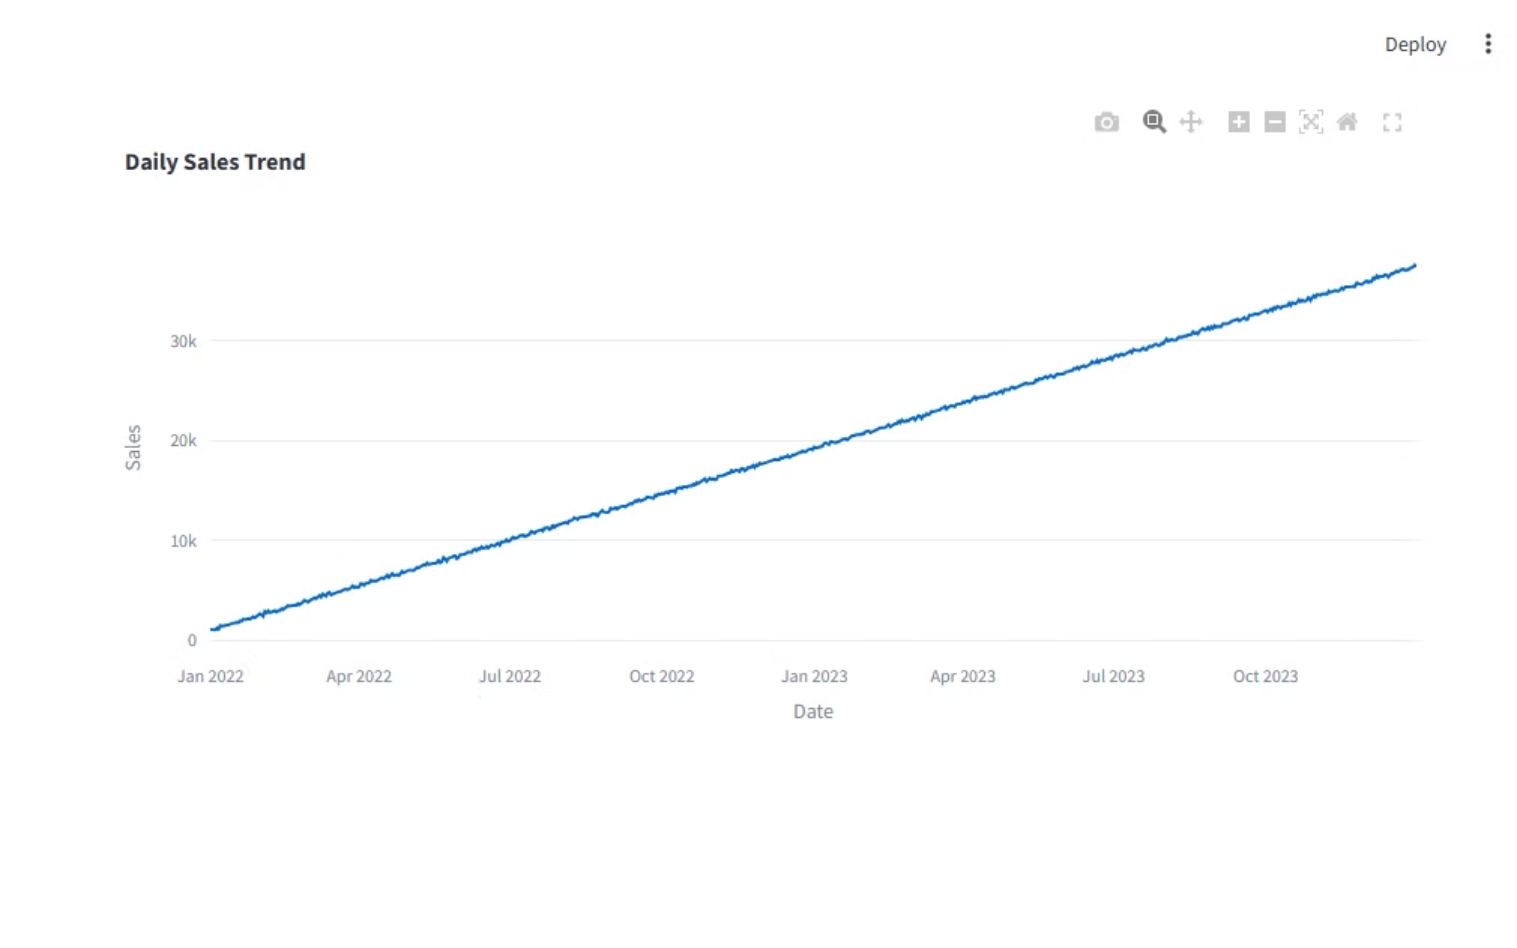 Deploy
Daily Sales Trend
Sales
30k
20k
10k
0
Jan 2022 Apr 2022 Jul 2022 Oct 2022 Jan 2023 Apr 2023 Jul 2023 Oct 2023
Date